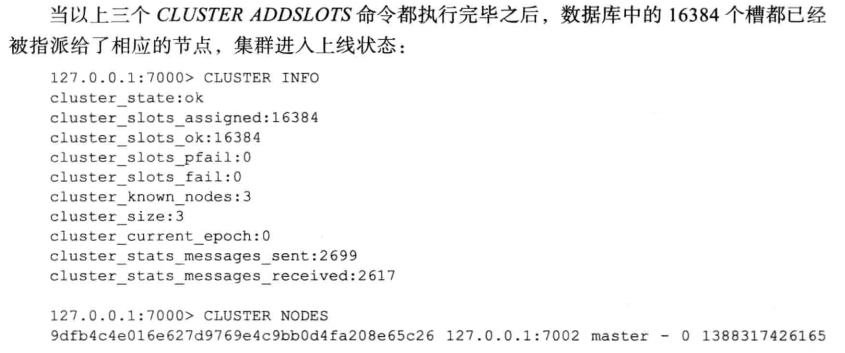 当以上三个 CLUSTER ADDSLOTS 命令都执行完毕之后，数据库中的 16384 个槽都已经
被指派给了相应的节点，集群进入上线状态：
127.0.0.1:7000> CLUSTER INFO
cluster_state:ok
cluster_slots_assigned:16384
cluster_slots_ok:16384
cluster_slots_pfail:0
cluster_slots_fail:0
cluster_known_nodes:3
cluster_size:3
cluster_current_epoch:0
cluster_stats_messages_sent:2699
cluster_stats_messages_received:2617
127.0.0.1:7000> CLUSTER NODES
9dfb4c4e016e627d9769e4c9bb0d4fa208e65c26 127.0.0.1:7002 master - 0 1388317426165